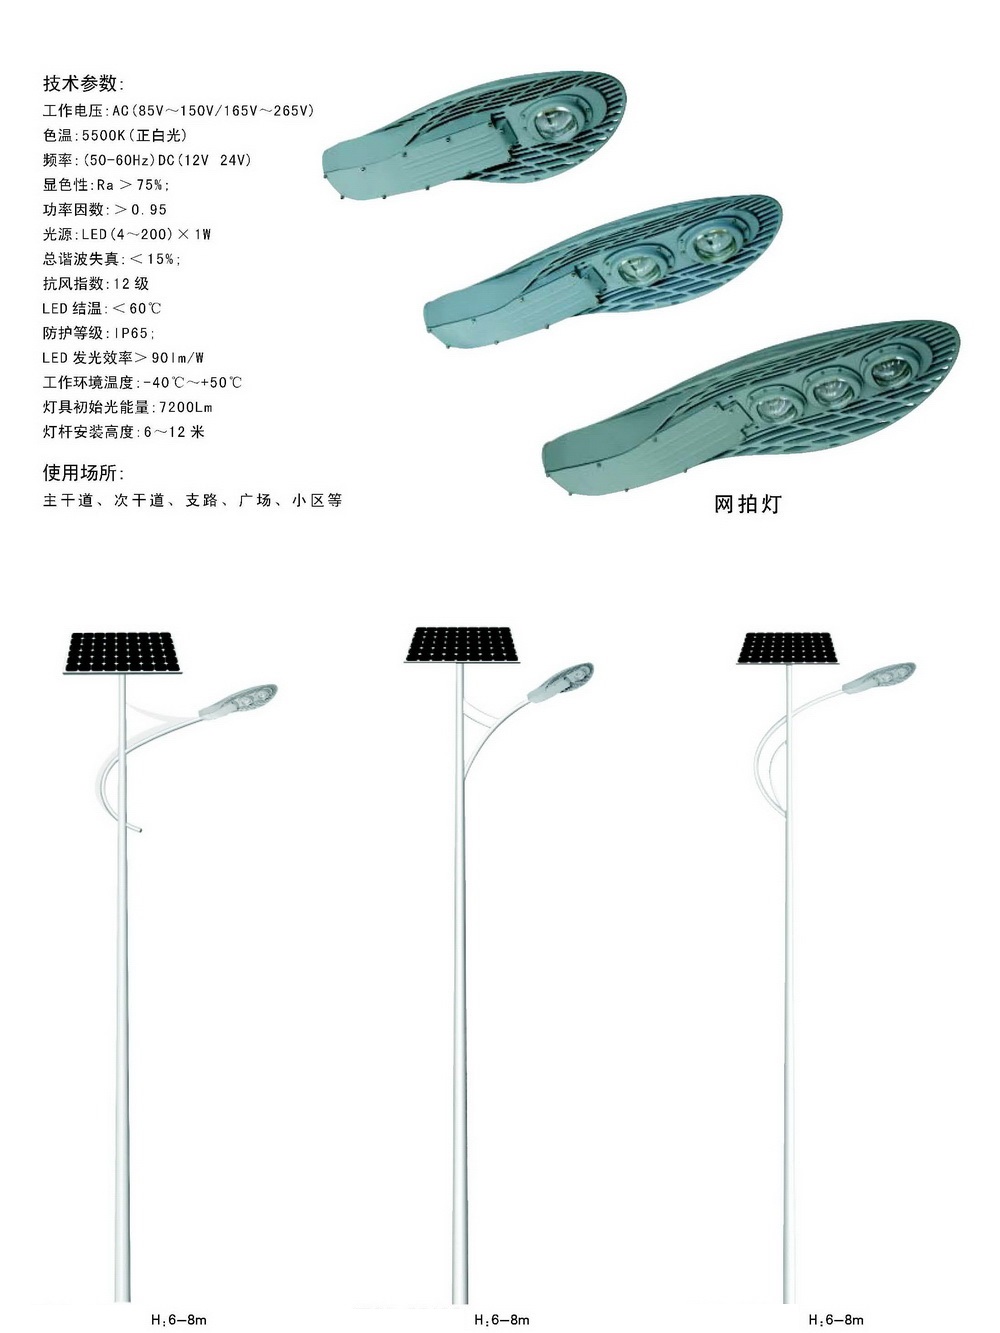 技术参数:
工作电压:AC(85V～150V/165V～265V)
色温:5500K(正白光)
频率:(50-60Hz)DC(12V 24V)
显色性:Ra＞75%;
功率因数:＞0.95
光源:LED(4～200)×1W
总谐波失真:＜15%;
抗风指数:12级
LED结温:＜60℃
防护等级:IP65;
LED发光效率＞90lm/W
工作环境温度:-40℃～+50℃
灯具初始光能量:7200Lm
灯杆安装高度:6～12米
使用场所:
主干道、次干道、支路、广场、小区等
网拍灯
H:6-8m
H:6-8m
H:6-8m